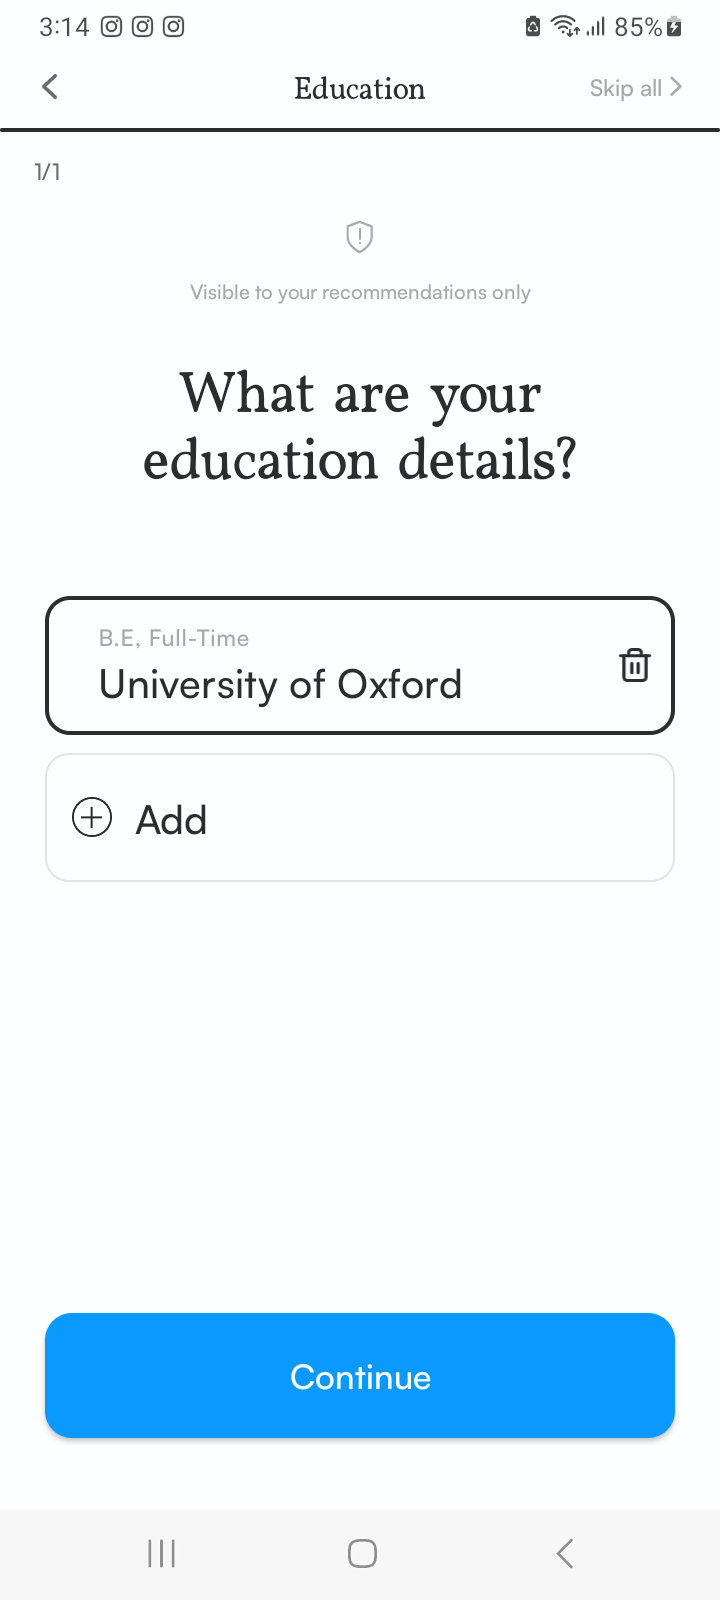 3:14 85%
Education Skip all
1/1
Visible to your recommendations only
What are your
education details?
B.E, Full-Time
University of Oxford
Add
Continue